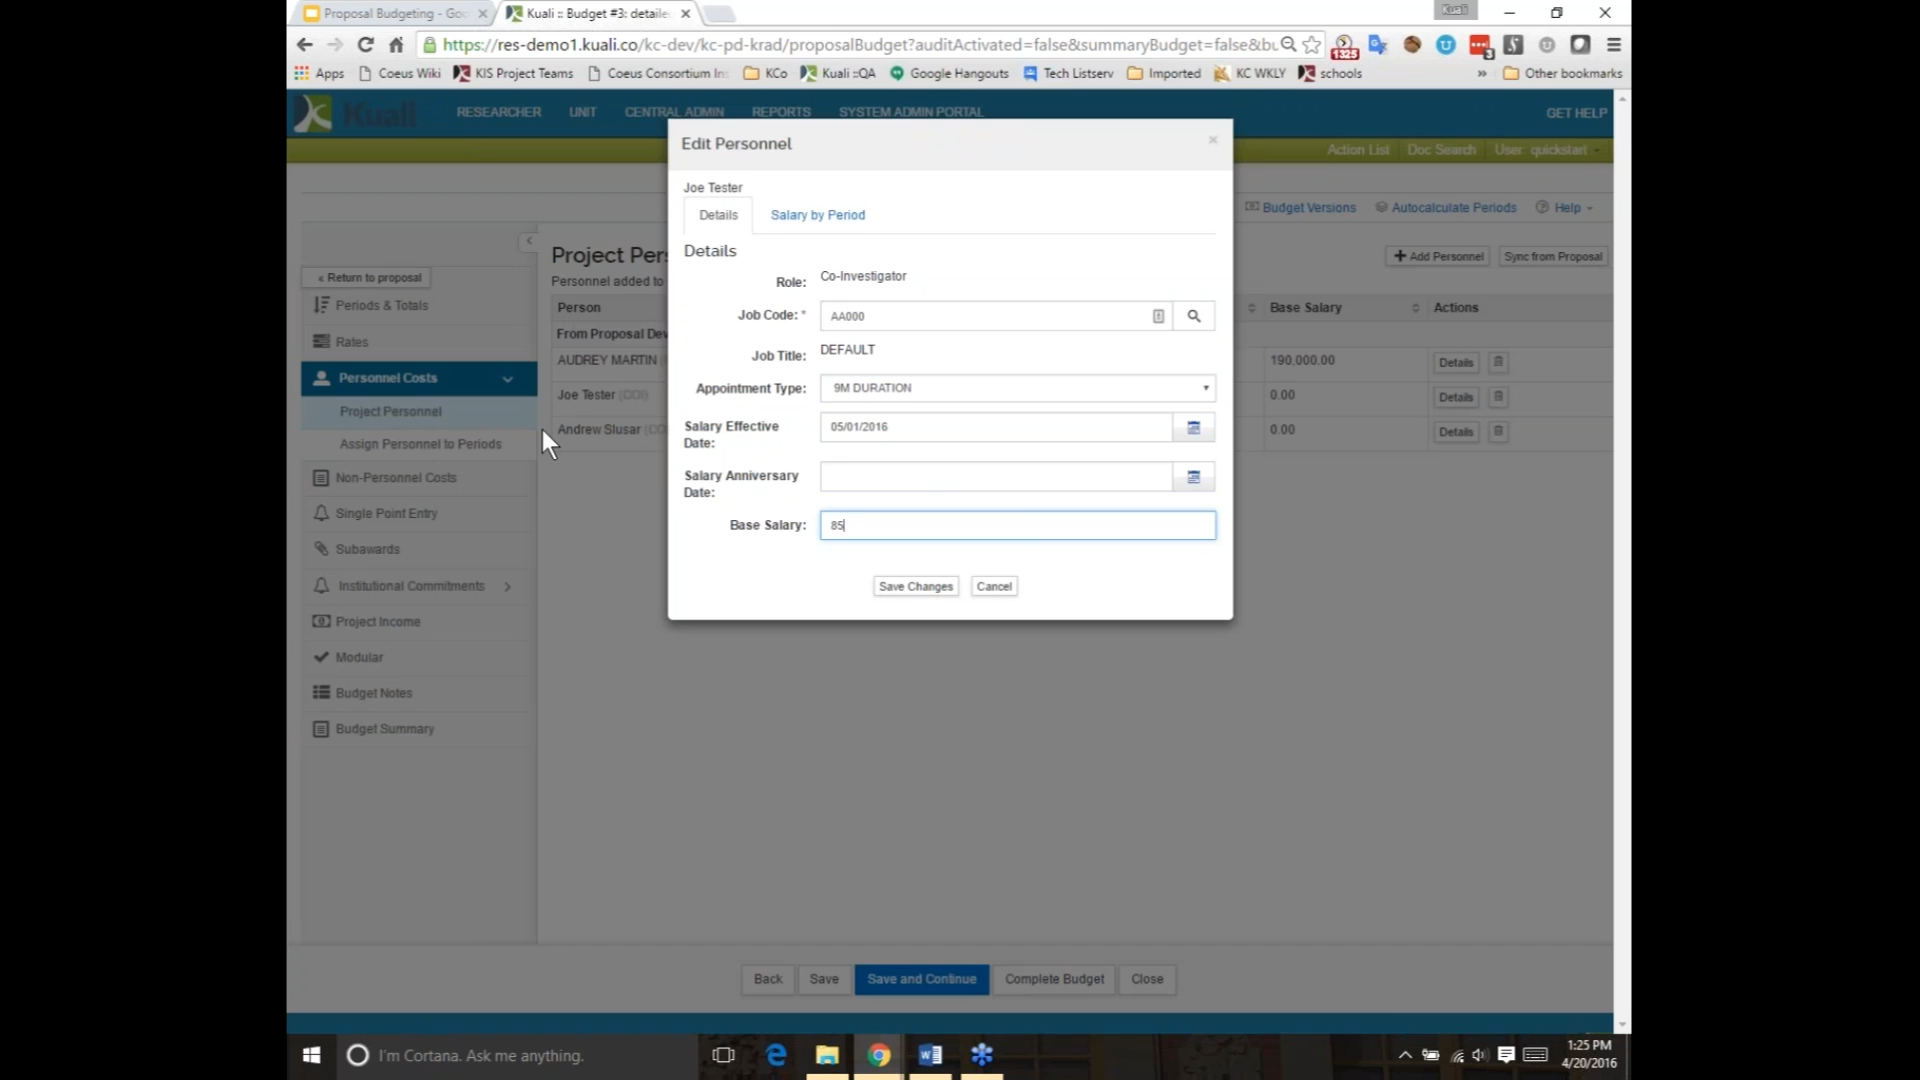 Proposal Budgeting - Goo
Kuali :: Budget #3: detaile
Kuali
https://res-demo1.kuali.co/kc-dev/kc-pd-krad/proposalBudget?auditActivated=false&summaryBudget=false&bu
1325
3
Apps
Coeus Wiki
KIS Project Teams
Coeus Consortium In
KCo
Kuali ::QA
Google Hangouts
Tech Listserv
Imported
KC WKLY
schools
»
Other bookmarks
Kuali
RESEARCHER
UNIT
CENTRAL ADMIN
REPORTS
SYSTEM ADMIN PORTAL
GET HELP
Action List
Doc Search
User: quickstart
Budget Versions
Autocalculate Periods
Help
« Return to proposal
Periods & Totals
Rates
Personnel Costs
Project Personnel
Assign Personnel to Periods
Non-Personnel Costs
Single Point Entry
Subawards
Institutional Commitments
Project Income
Modular
Budget Notes
Budget Summary
Project Per
Personnel added to
+ Add Personnel
Sync from Proposal
Person
Base Salary
Actions
From Proposal Dev
AUDREY MARTIN
190,000.00
Details
Joe Tester (COI)
0.00
Details
Andrew Slusar (CO
0.00
Details
Edit Personnel
×
Joe Tester
Details
Salary by Period
Details
Role:
Co-Investigator
Job Code: *
AA000
Job Title:
DEFAULT
Appointment Type:
9M DURATION
Salary Effective
Date:
05/01/2016
Salary Anniversary
Date:
Base Salary:
85
Save Changes
Cancel
Back
Save
Save and Continue
Complete Budget
Close
I'm Cortana. Ask me anything.
1:25 PM
4/20/2016